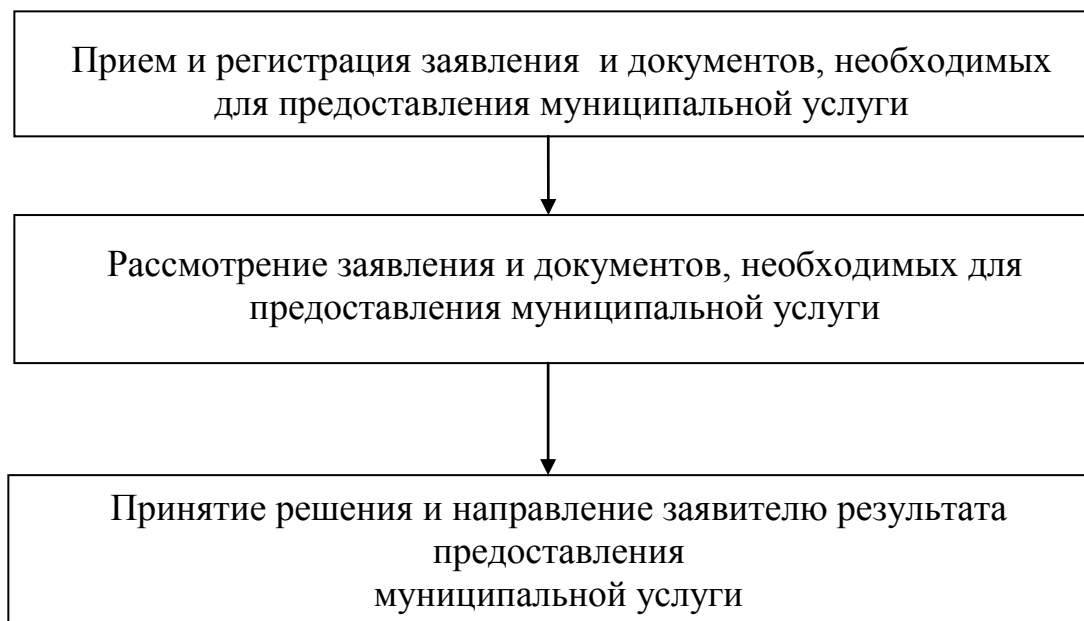 Прием и регистрация заявления  и документов, необходимых
для предоставления муниципальной услуги
Рассмотрение заявления и документов, необходимых для
предоставления муниципальной услуги
Принятие решения и направление заявителю результата
предоставления
муниципальной услуги